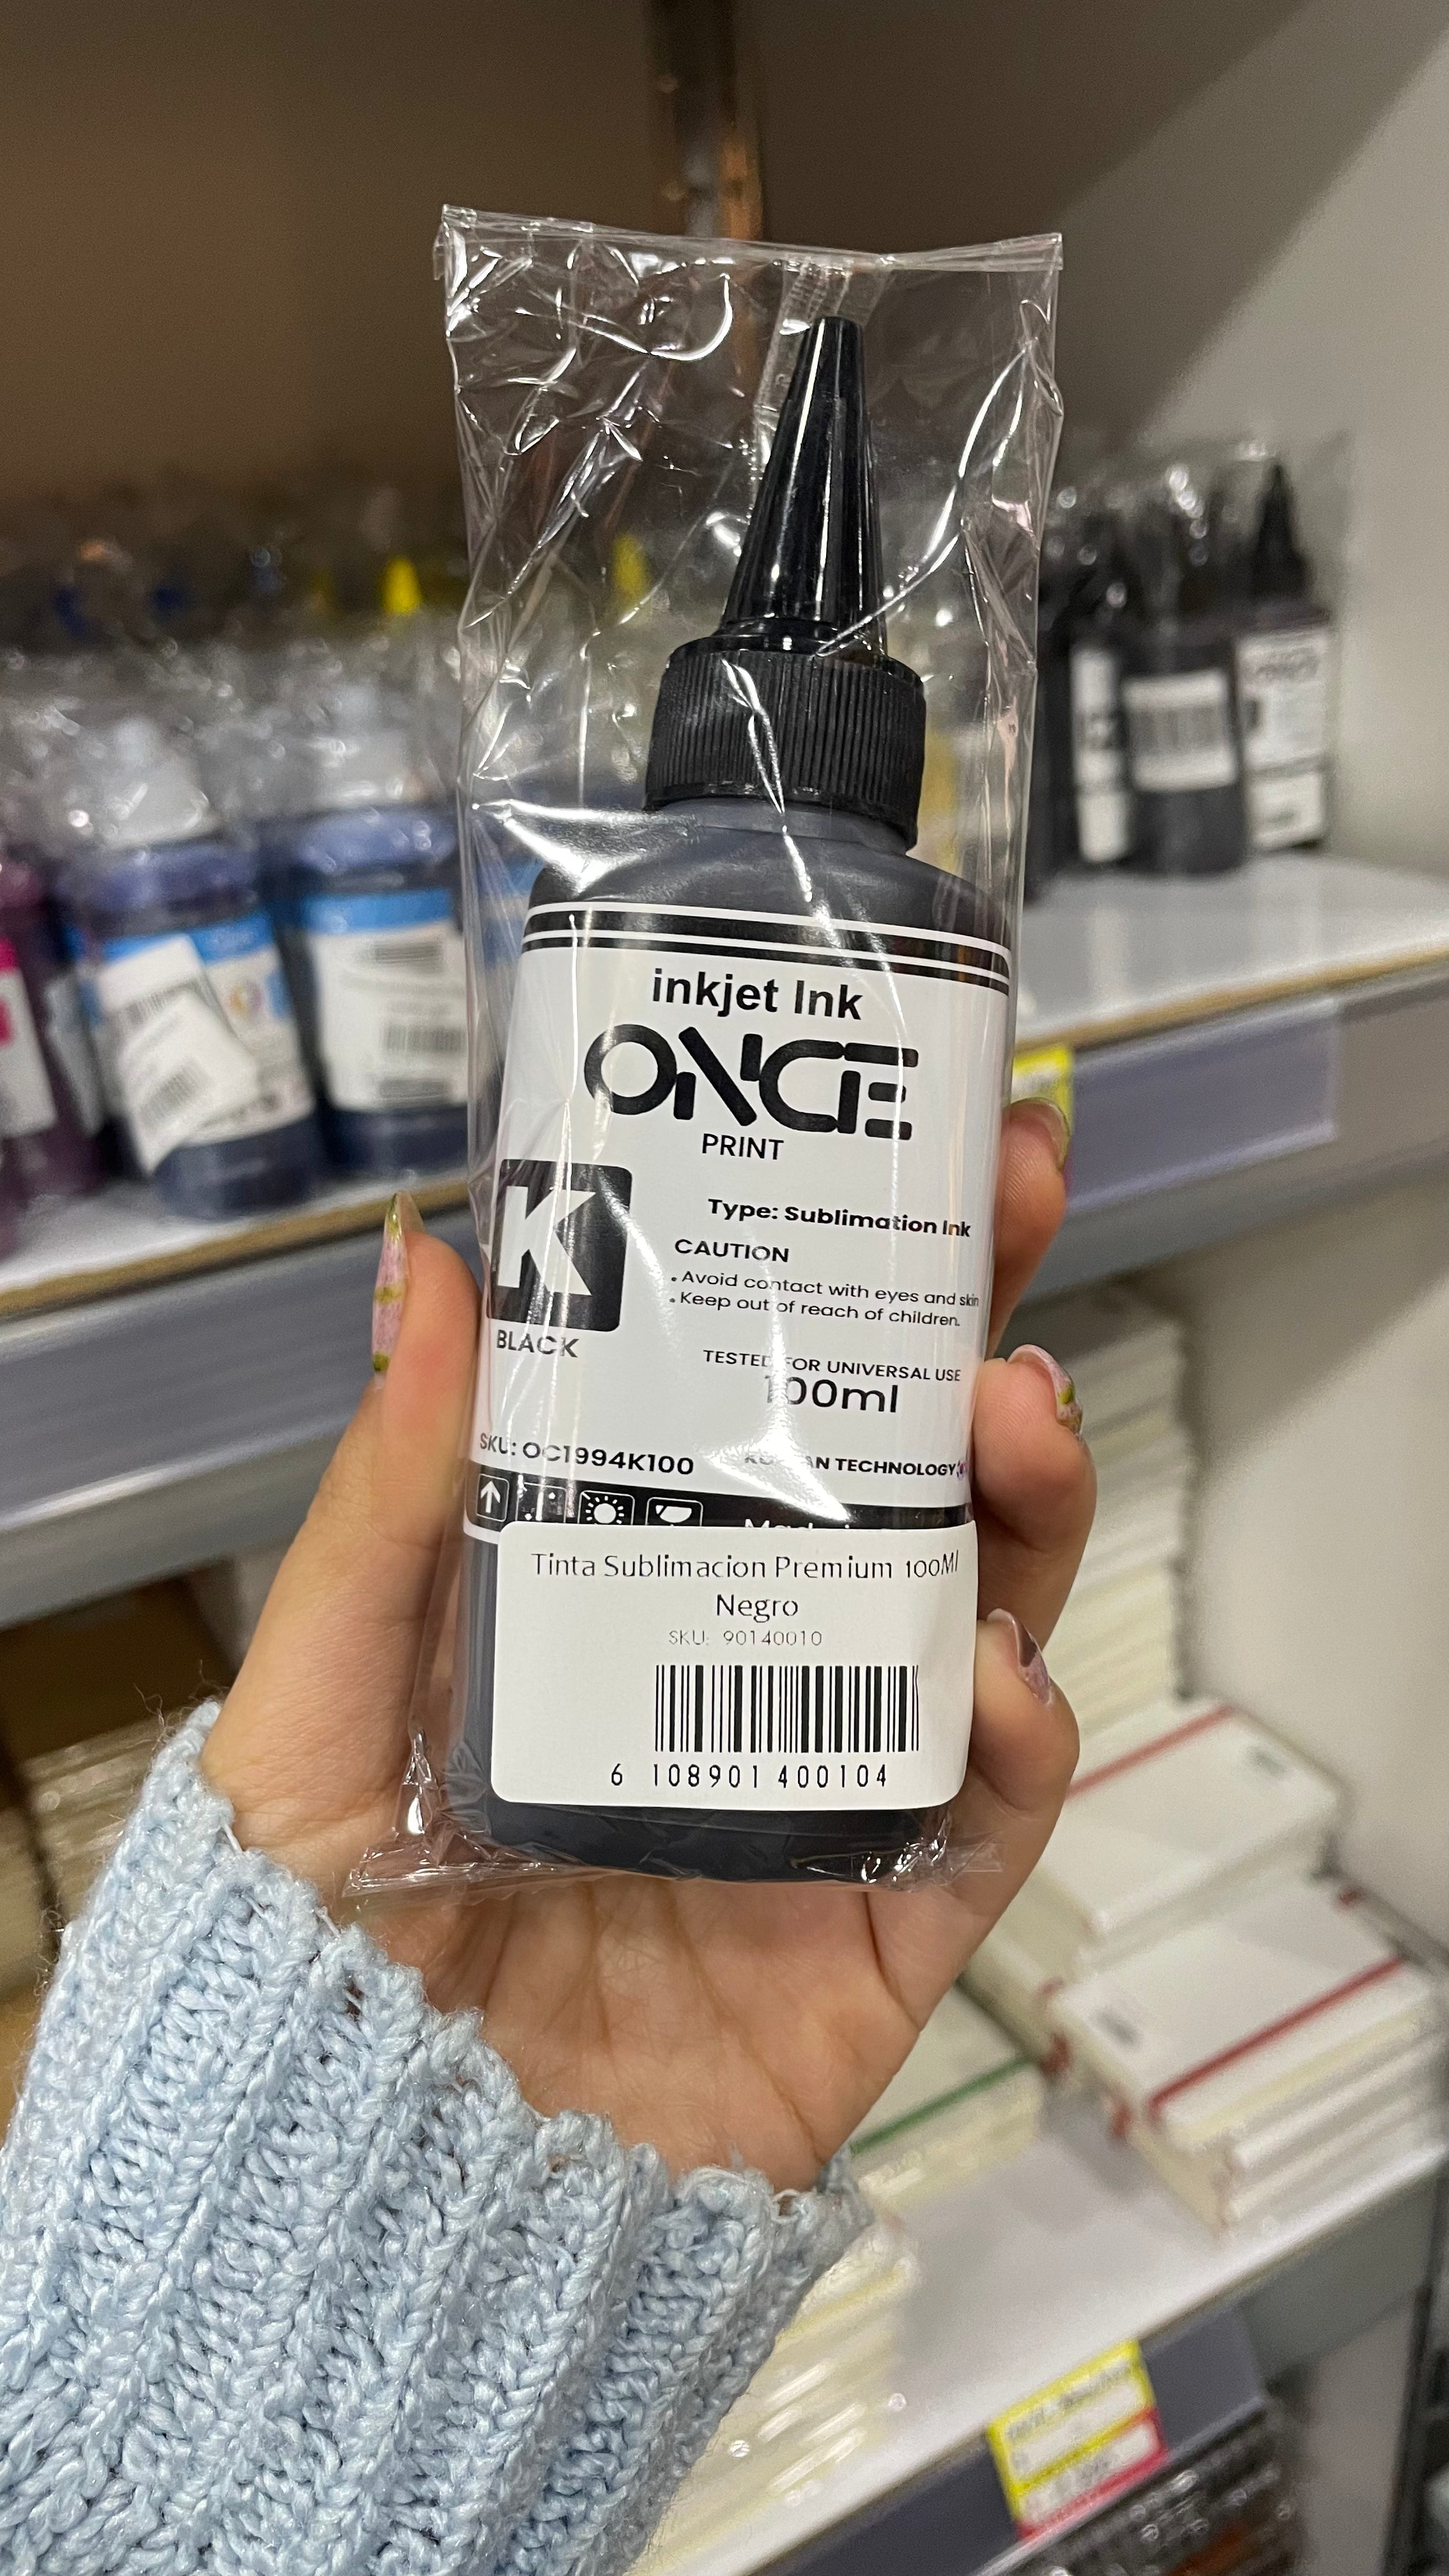 inkjet Ink
ONCE
PRINT
K
BLACK
Type: Sublimation Ink
CAUTION
• Avoid contact with eyes and skin
• Keep out of reach of children.
TESTED FOR UNIVERSAL USE
100ml
SKU: OC1994K100
TECHNOLOGY
Tinta Sublimacion Premium 100Ml
Negro
SKU: 90140010
6 108901 400104